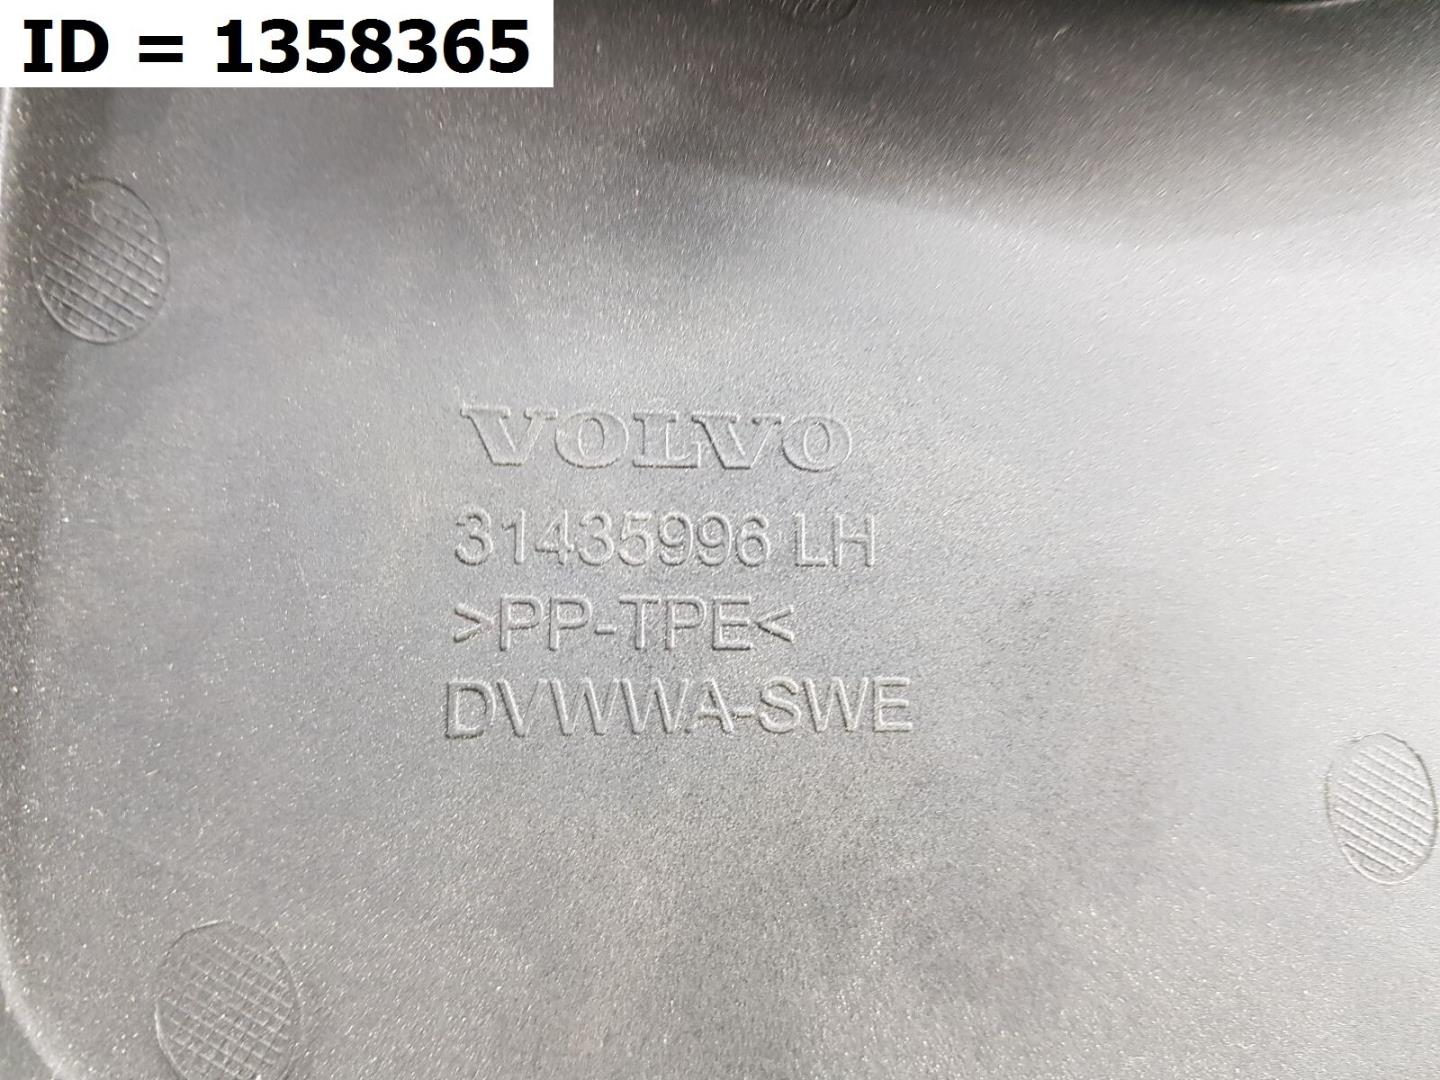 ID = 1358365
VOLVO
31435996 LH
>PP-TPE<
DVWWA-SWE